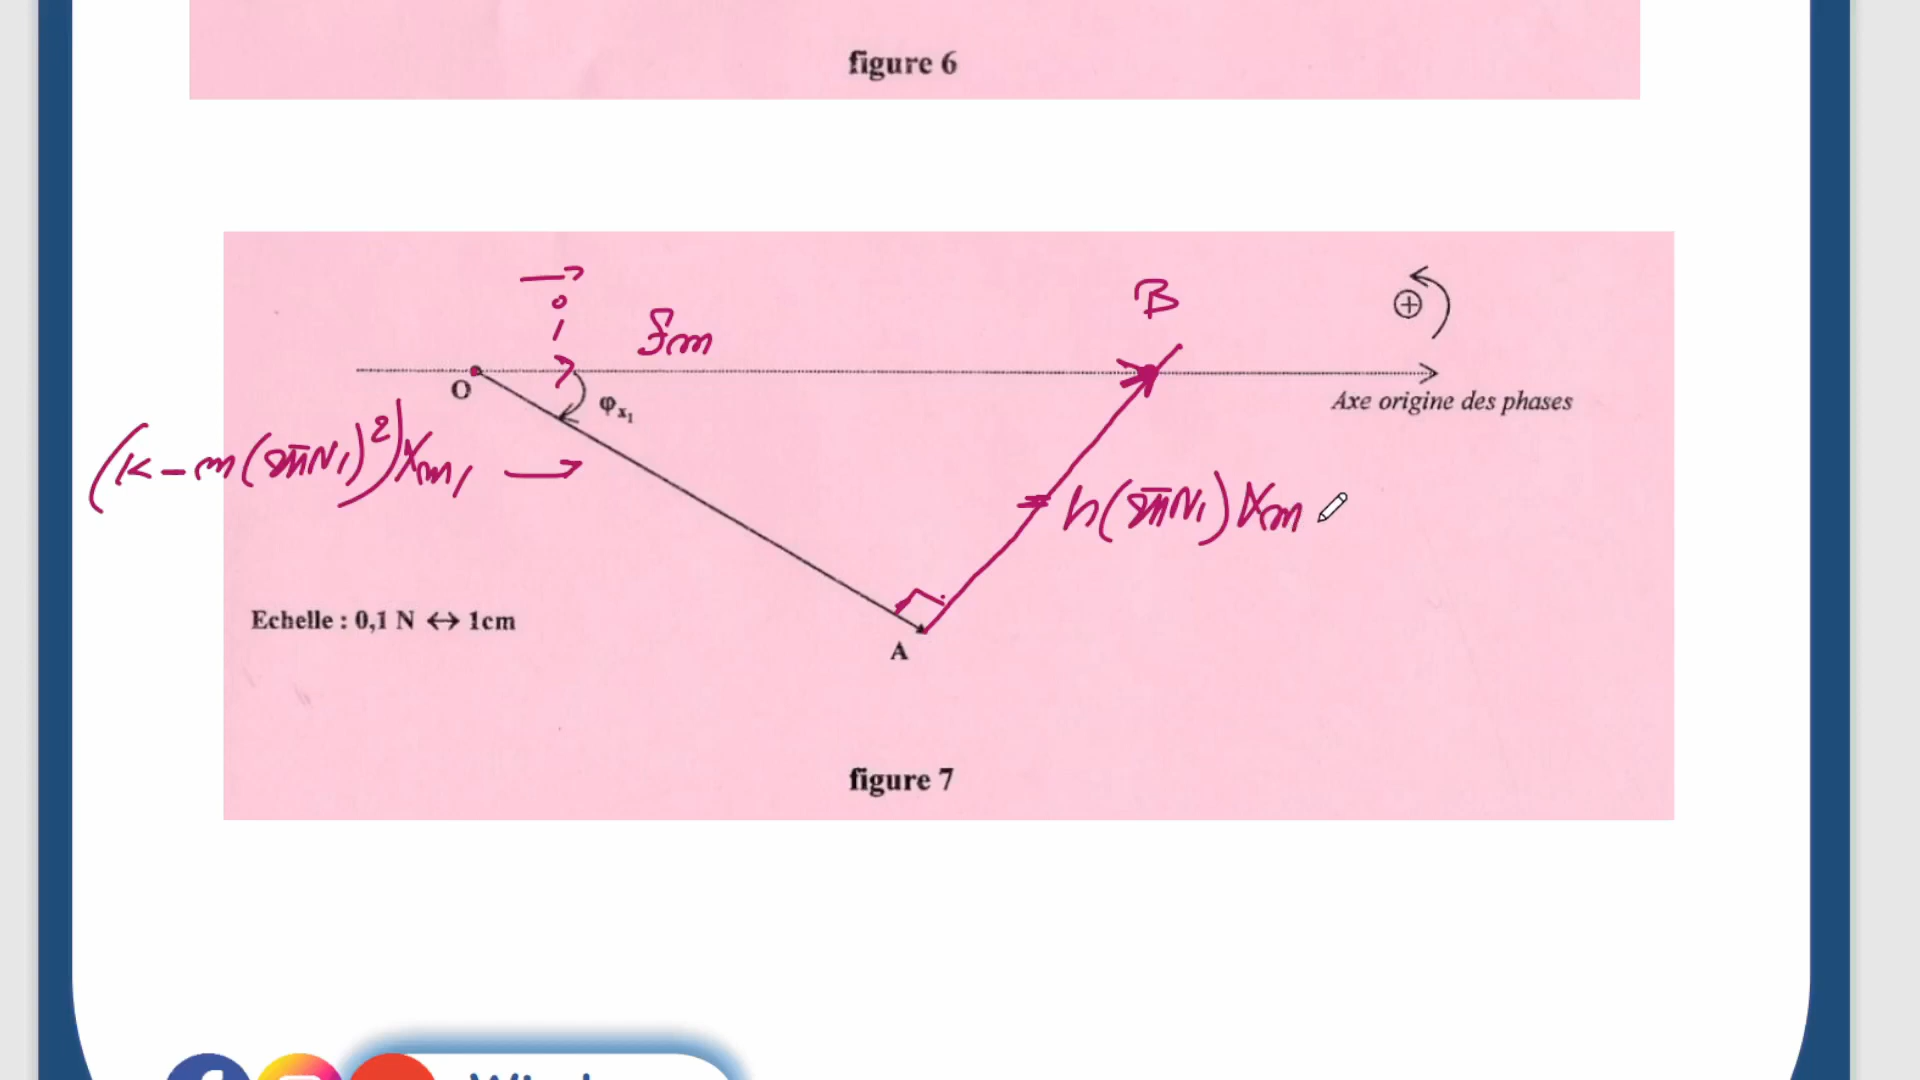 figure 6
B
i
Fm
O
φx₁
Axe origine des phases
(K - m(2πN₁)²)Xm₁
h(2πN₁)Xm
Echelle : 0,1 N ↔ 1cm
A
figure 7